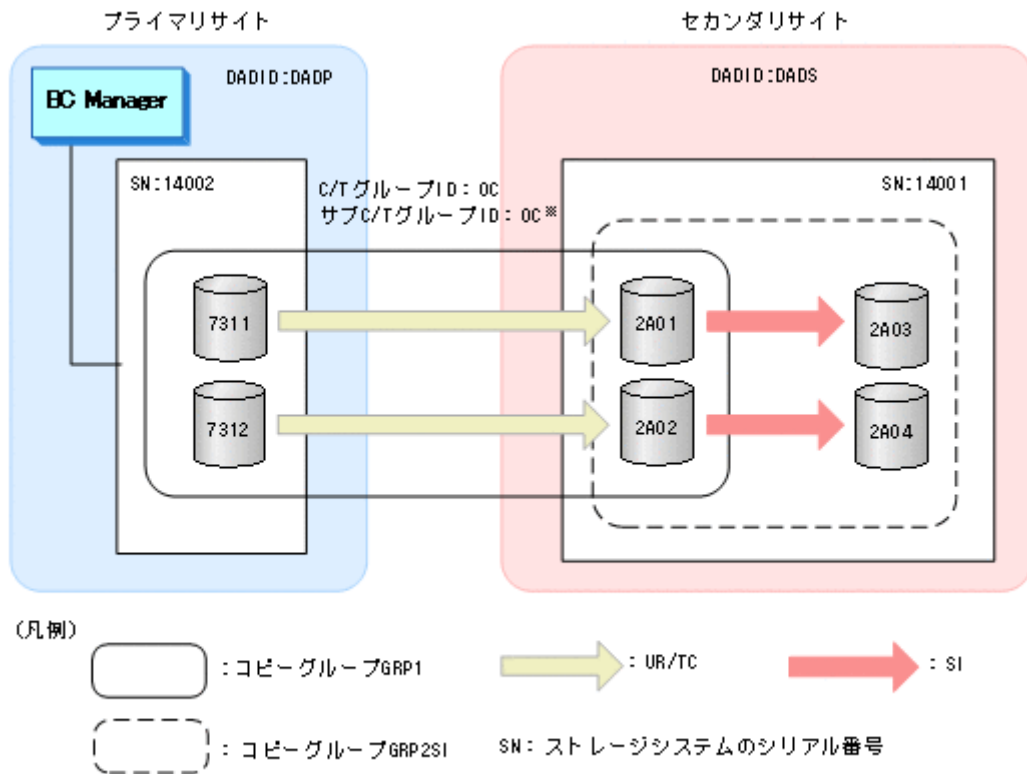 プライマリサイト
セカンダリサイト
DADID:DADP
DADID:DADS
BC Manager
SN:14002
C/TグループID:0C
サブC/TグループID:0C※
SN:14001
7311
2A01
2A03
7312
2A02
2A04
(凡例)
:コピーグループGRP1
:UR/TC
:SI
:コピーグループGRP2SI
SN:ストレージシステムのシリアル番号